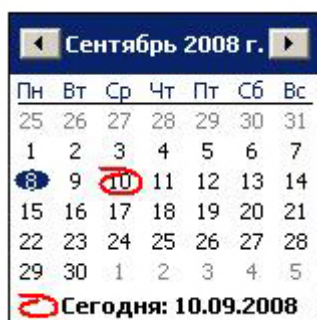 Сентябрь 2008 г.
Пн Вт Ср Чт Пт Сб Вс
25 26 27 28 29 30 31
1 2 3 4 5 6 7
8 9 10 11 12 13 14
15 16 17 18 19 20 21
22 23 24 25 26 27 28
29 30 1 2 3 4 5
Сегодня: 10.09.2008